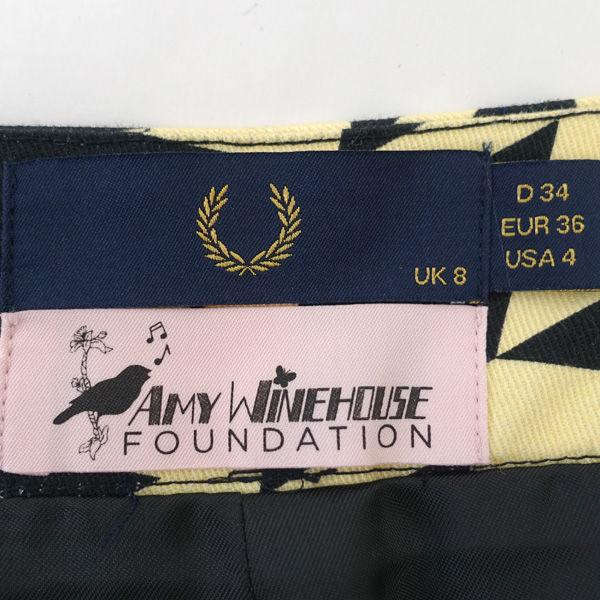 UK 8
D 34
EUR 36
USA 4
AMY WINEHOUSE
FOUNDATION